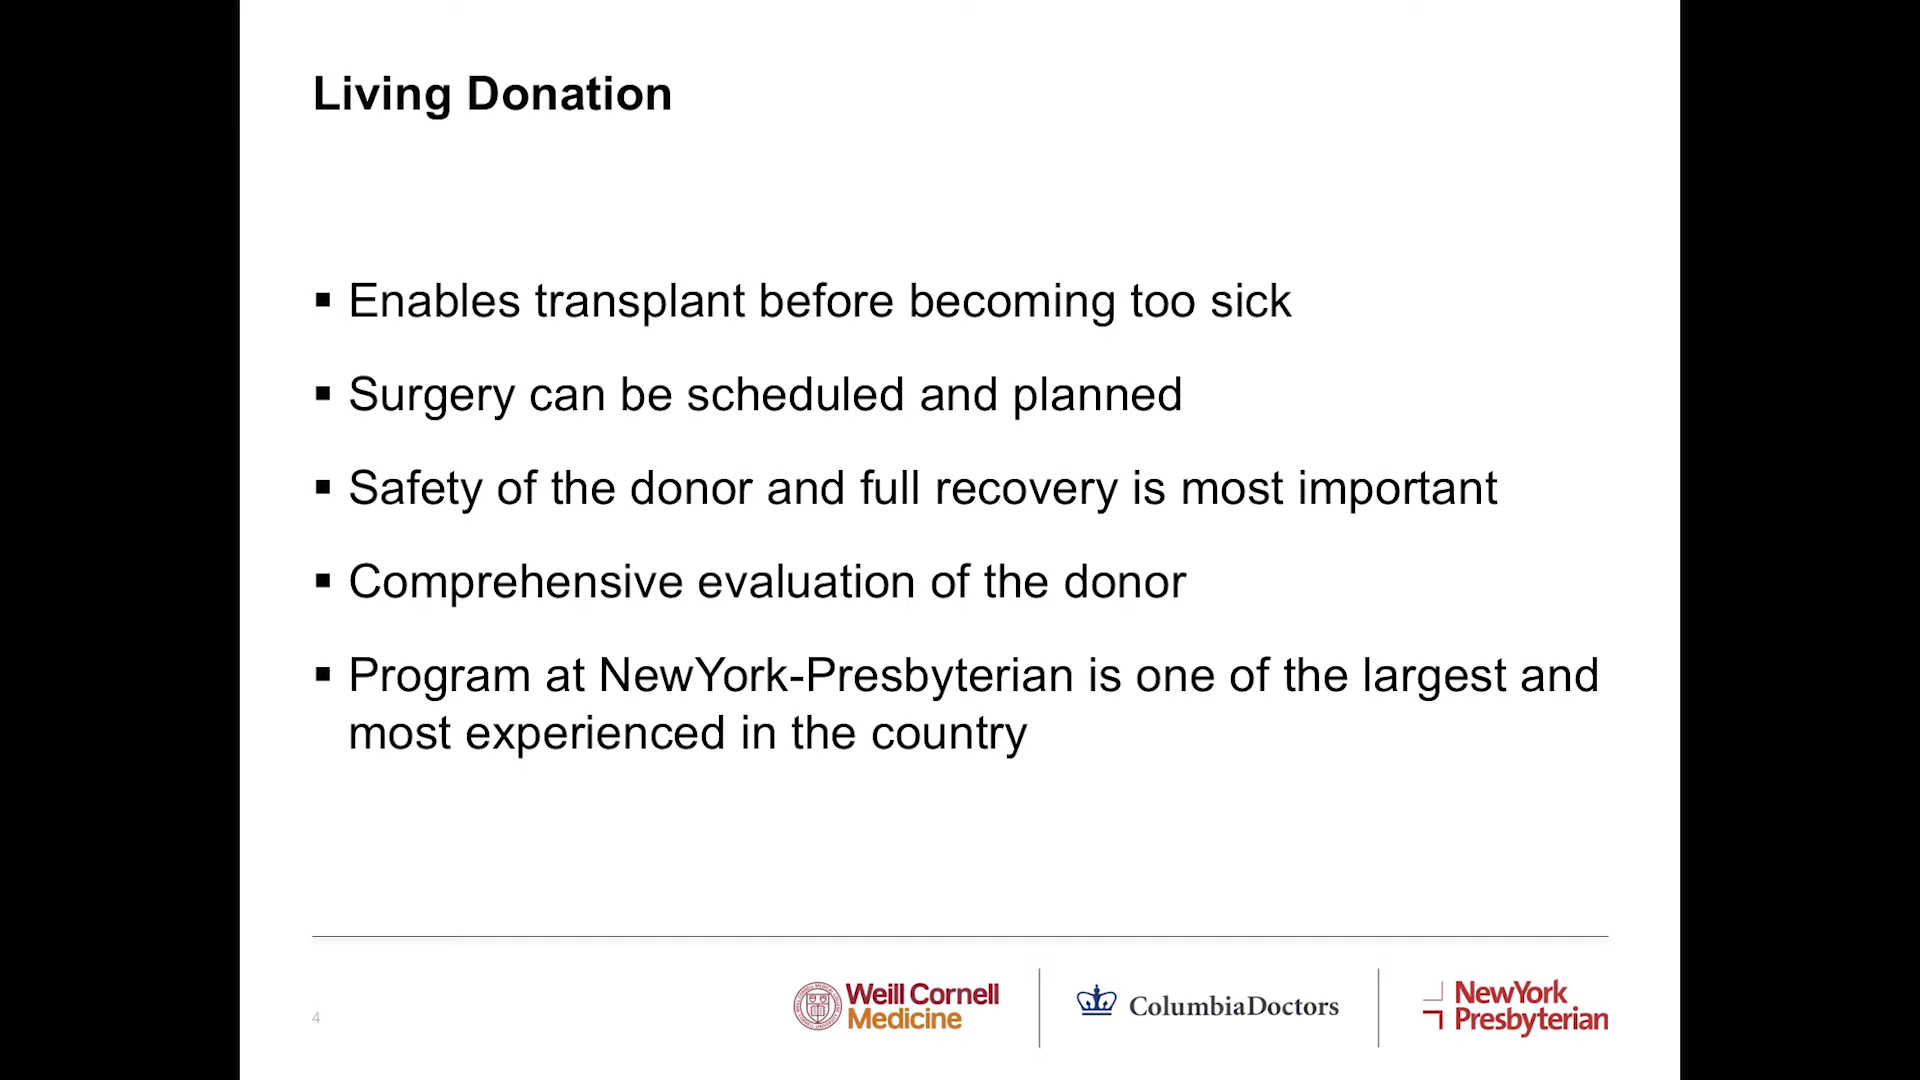 Living Donation
▪ Enables transplant before becoming too sick
▪ Surgery can be scheduled and planned
▪ Safety of the donor and full recovery is most important
▪ Comprehensive evaluation of the donor
▪ Program at NewYork-Presbyterian is one of the largest and
most experienced in the country
4
Weill Cornell
Medicine
ColumbiaDoctors
NewYork
Presbyterian